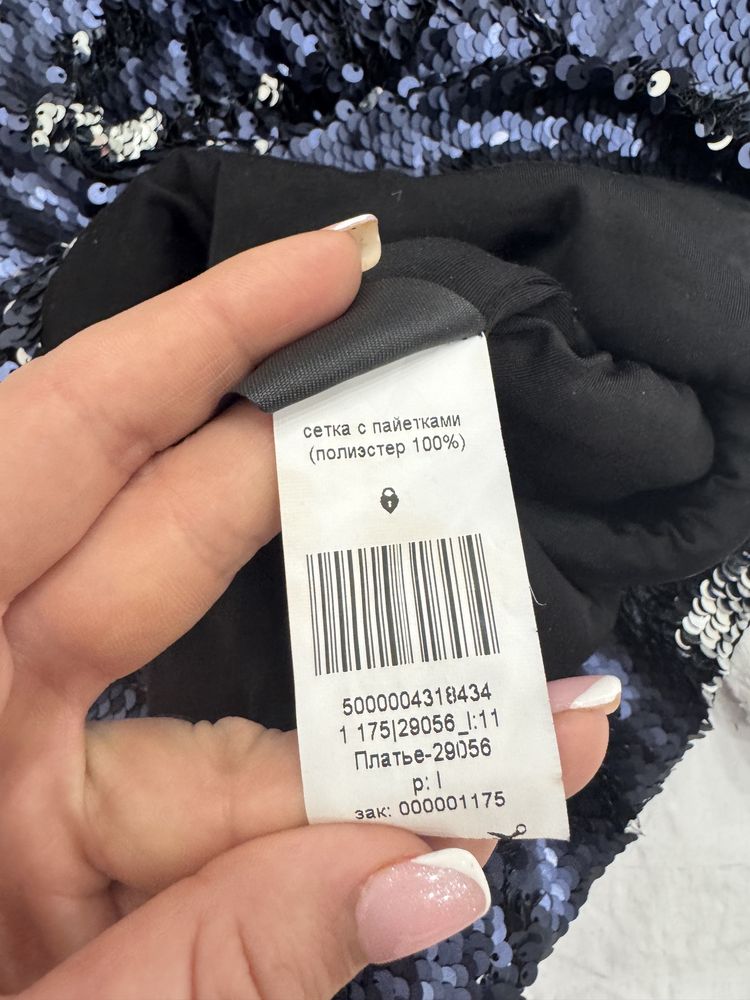 сетка с пайетками
(полиэстер 100%)
5000004318434
1 175|29056_l:11
Платье-29056
р: l
зак: 000001175